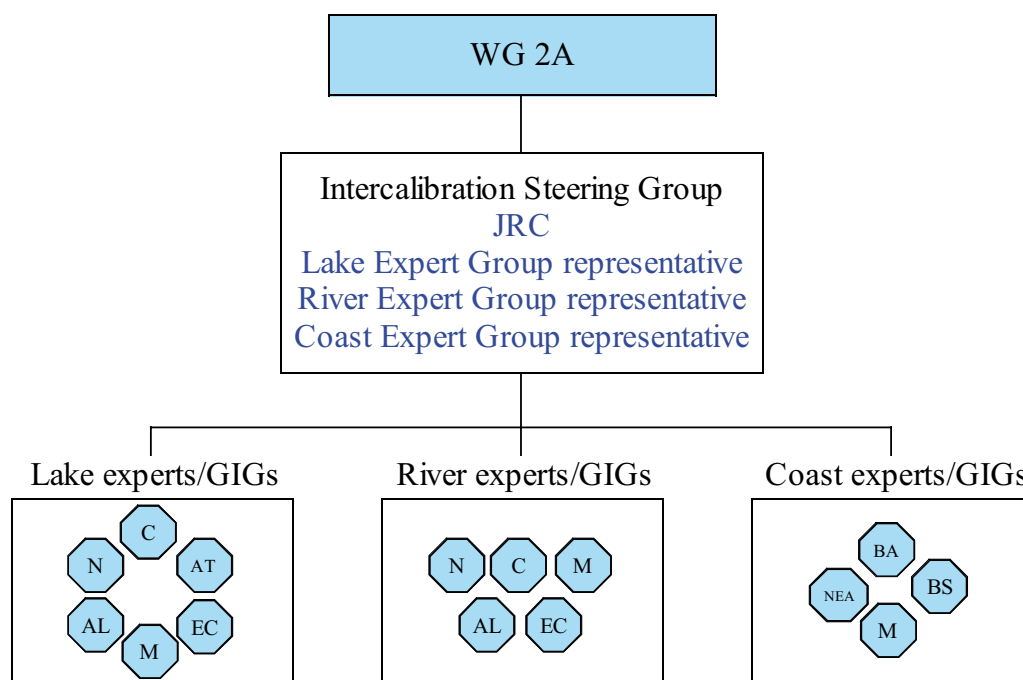 WG 2A
Intercalibration Steering Group
JRC
Lake Expert Group representative
River Expert Group representative
Coast Expert Group representative
Lake experts/GIGs
C
N
AT
AL
EC
M
River experts/GIGs
N C M
AL EC
Coast experts/GIGs
BA
NEA
BS
M